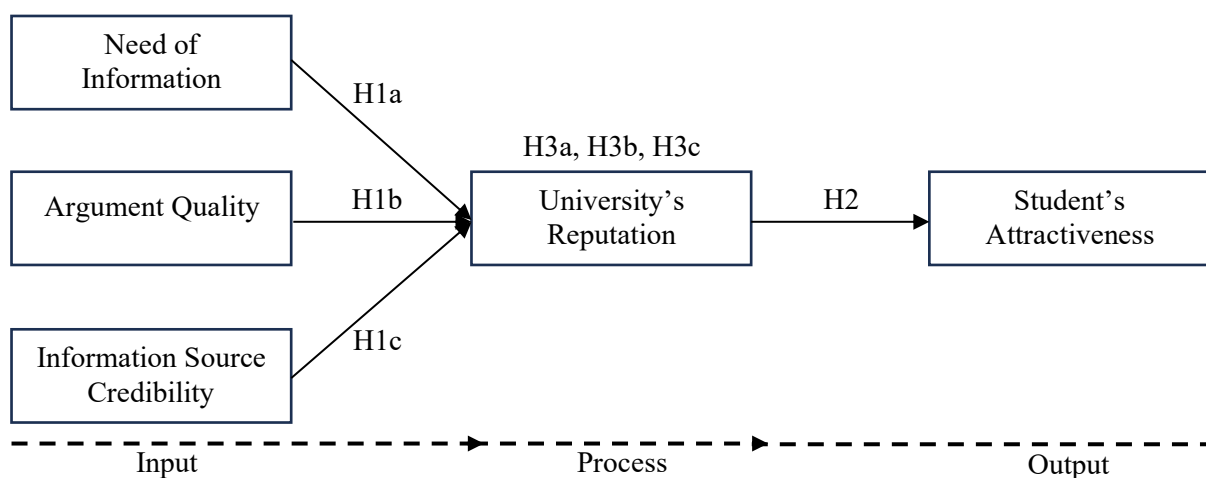 Need of
Information
H1a
H3a, H3b, H3c
Argument Quality
H1b
University’s
Reputation
H2
Student’s
Attractiveness
H1c
Information Source
Credibility
Input
Process
Output